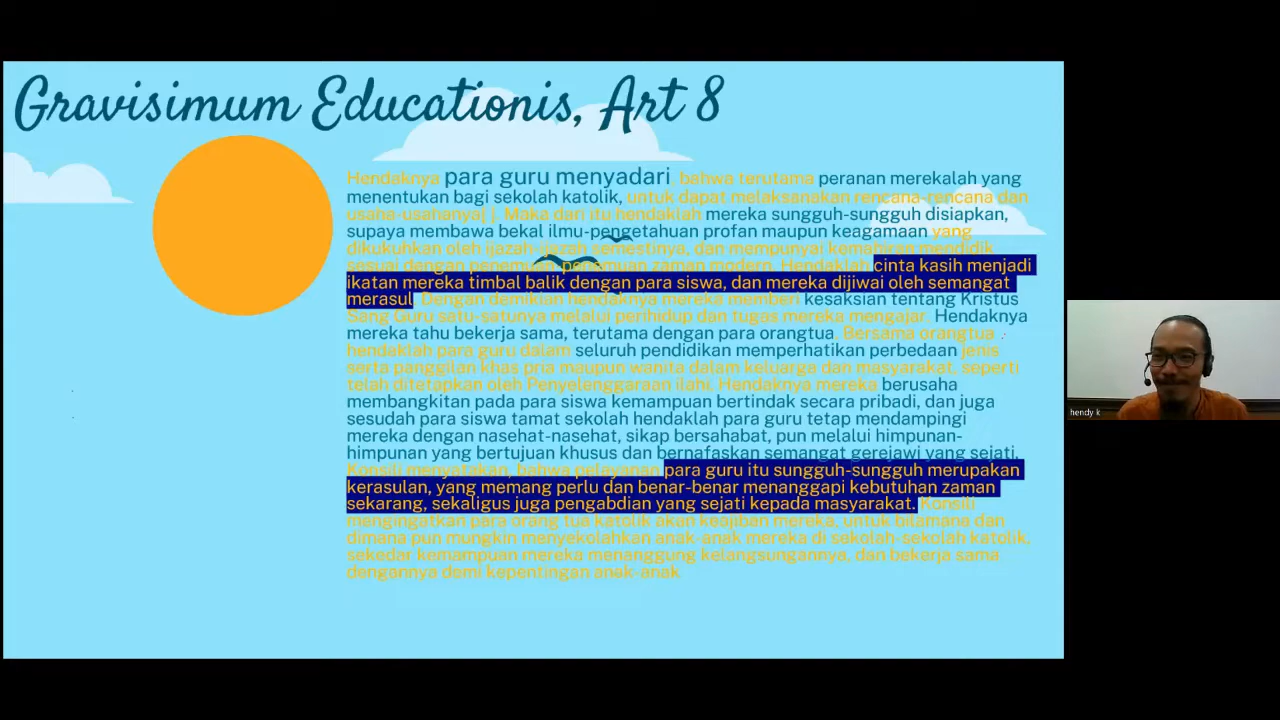 Gravisimum Educationis, Art 8
Hendaknya para guru menyadari, bahwa terutama peranan merekalah yang
menentukan bagi sekolah katolik, untuk dapat melaksanakan rencana-rencana dan
usaha-usahanya[ ]. Maka dari itu hendaklah mereka sungguh-sungguh disiapkan,
supaya membawa bekal ilmu-pengetahuan profan maupun keagamaan yang
dikukuhkan oleh ijazah-ijazah semestinya, dan mempunyai kemahiran mendidik
sesuai dengan penemuan-penemuan zaman modern. Hendaklah cinta kasih menjadi
ikatan mereka timbal balik dengan para siswa, dan mereka dijiwai oleh semangat
merasul. Dengan demikian hendaknya mereka memberi kesaksian tentang Kristus
Sang Guru satu-satunya melalui perihidup dan tugas mereka mengajar. Hendaknya
mereka tahu bekerja sama, terutama dengan para orangtua. Bersama orangtua
hendaklah para guru dalam seluruh pendidikan memperhatikan perbedaan jenis
serta panggilan khas pria maupun wanita dalam keluarga dan masyarakat, seperti
telah ditetapkan oleh Penyelenggaraan ilahi. Hendaknya mereka berusaha
membangkitan pada para siswa kemampuan bertindak secara pribadi, dan juga
sesudah para siswa tamat sekolah hendaklah para guru tetap mendampingi
mereka dengan nasehat-nasehat, sikap bersahabat, pun melalui himpunan-
himpunan yang bertujuan khusus dan bernafaskan semangat gerejawi yang sejati.
Konsili menyatakan, bahwa pelayanan para guru itu sungguh-sungguh merupakan
kerasulan, yang memang perlu dan benar-benar menanggapi kebutuhan zaman
sekarang, sekaligus juga pengabdian yang sejati kepada masyarakat. Konsili
mengingatkan para orang tua katolik akan keajiban mereka, untuk bilamana dan
dimana pun mungkin menyekolahkan anak-anak mereka di sekolah-sekolah katolik,
sekedar kemampuan mereka menanggung kelangsungannya, dan bekerja sama
dengannya demi kepentingan anak-anak
hendy k